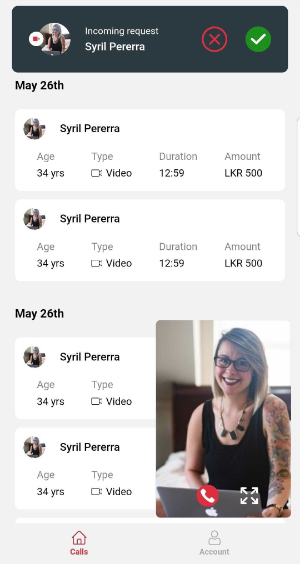 Incoming request
Syril Pererra
May 26th
Syril Pererra
Age Type Duration Amount
34 yrs Video 12:59 LKR 500
Syril Pererra
Age Type Duration Amount
34 yrs Video 12:59 LKR 500
May 26th
Syril Pererra
Age Type
34 yrs Video
Syril Pererra
Age Type
34 yrs Video
Calls Account